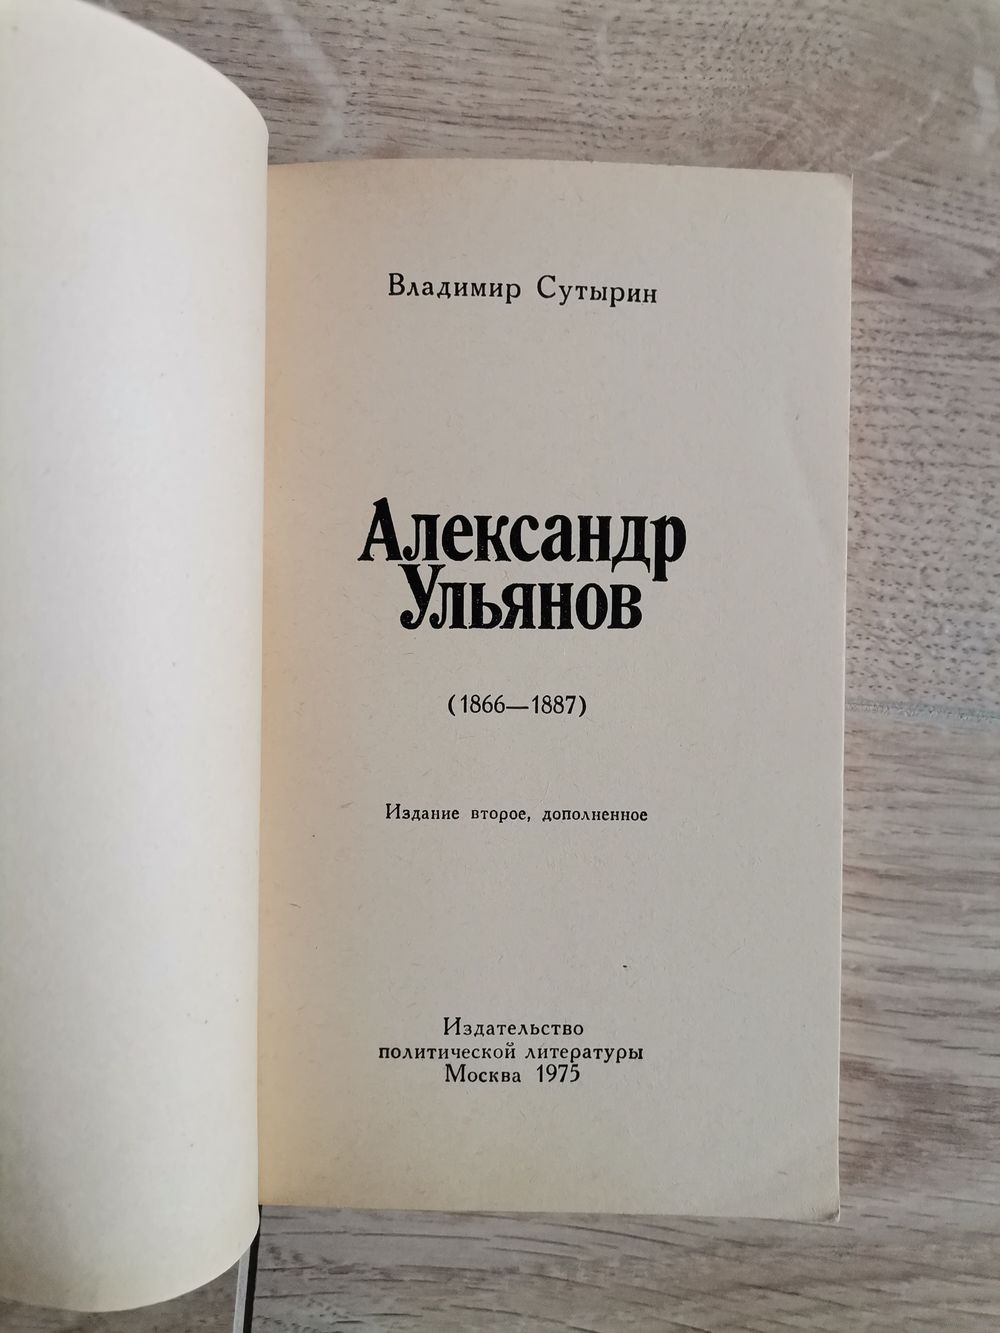 Владимир Сутырин
Александр
Ульянов
(1866—1887)
Издание второе, дополненное
Издательство
политической литературы
Москва 1975